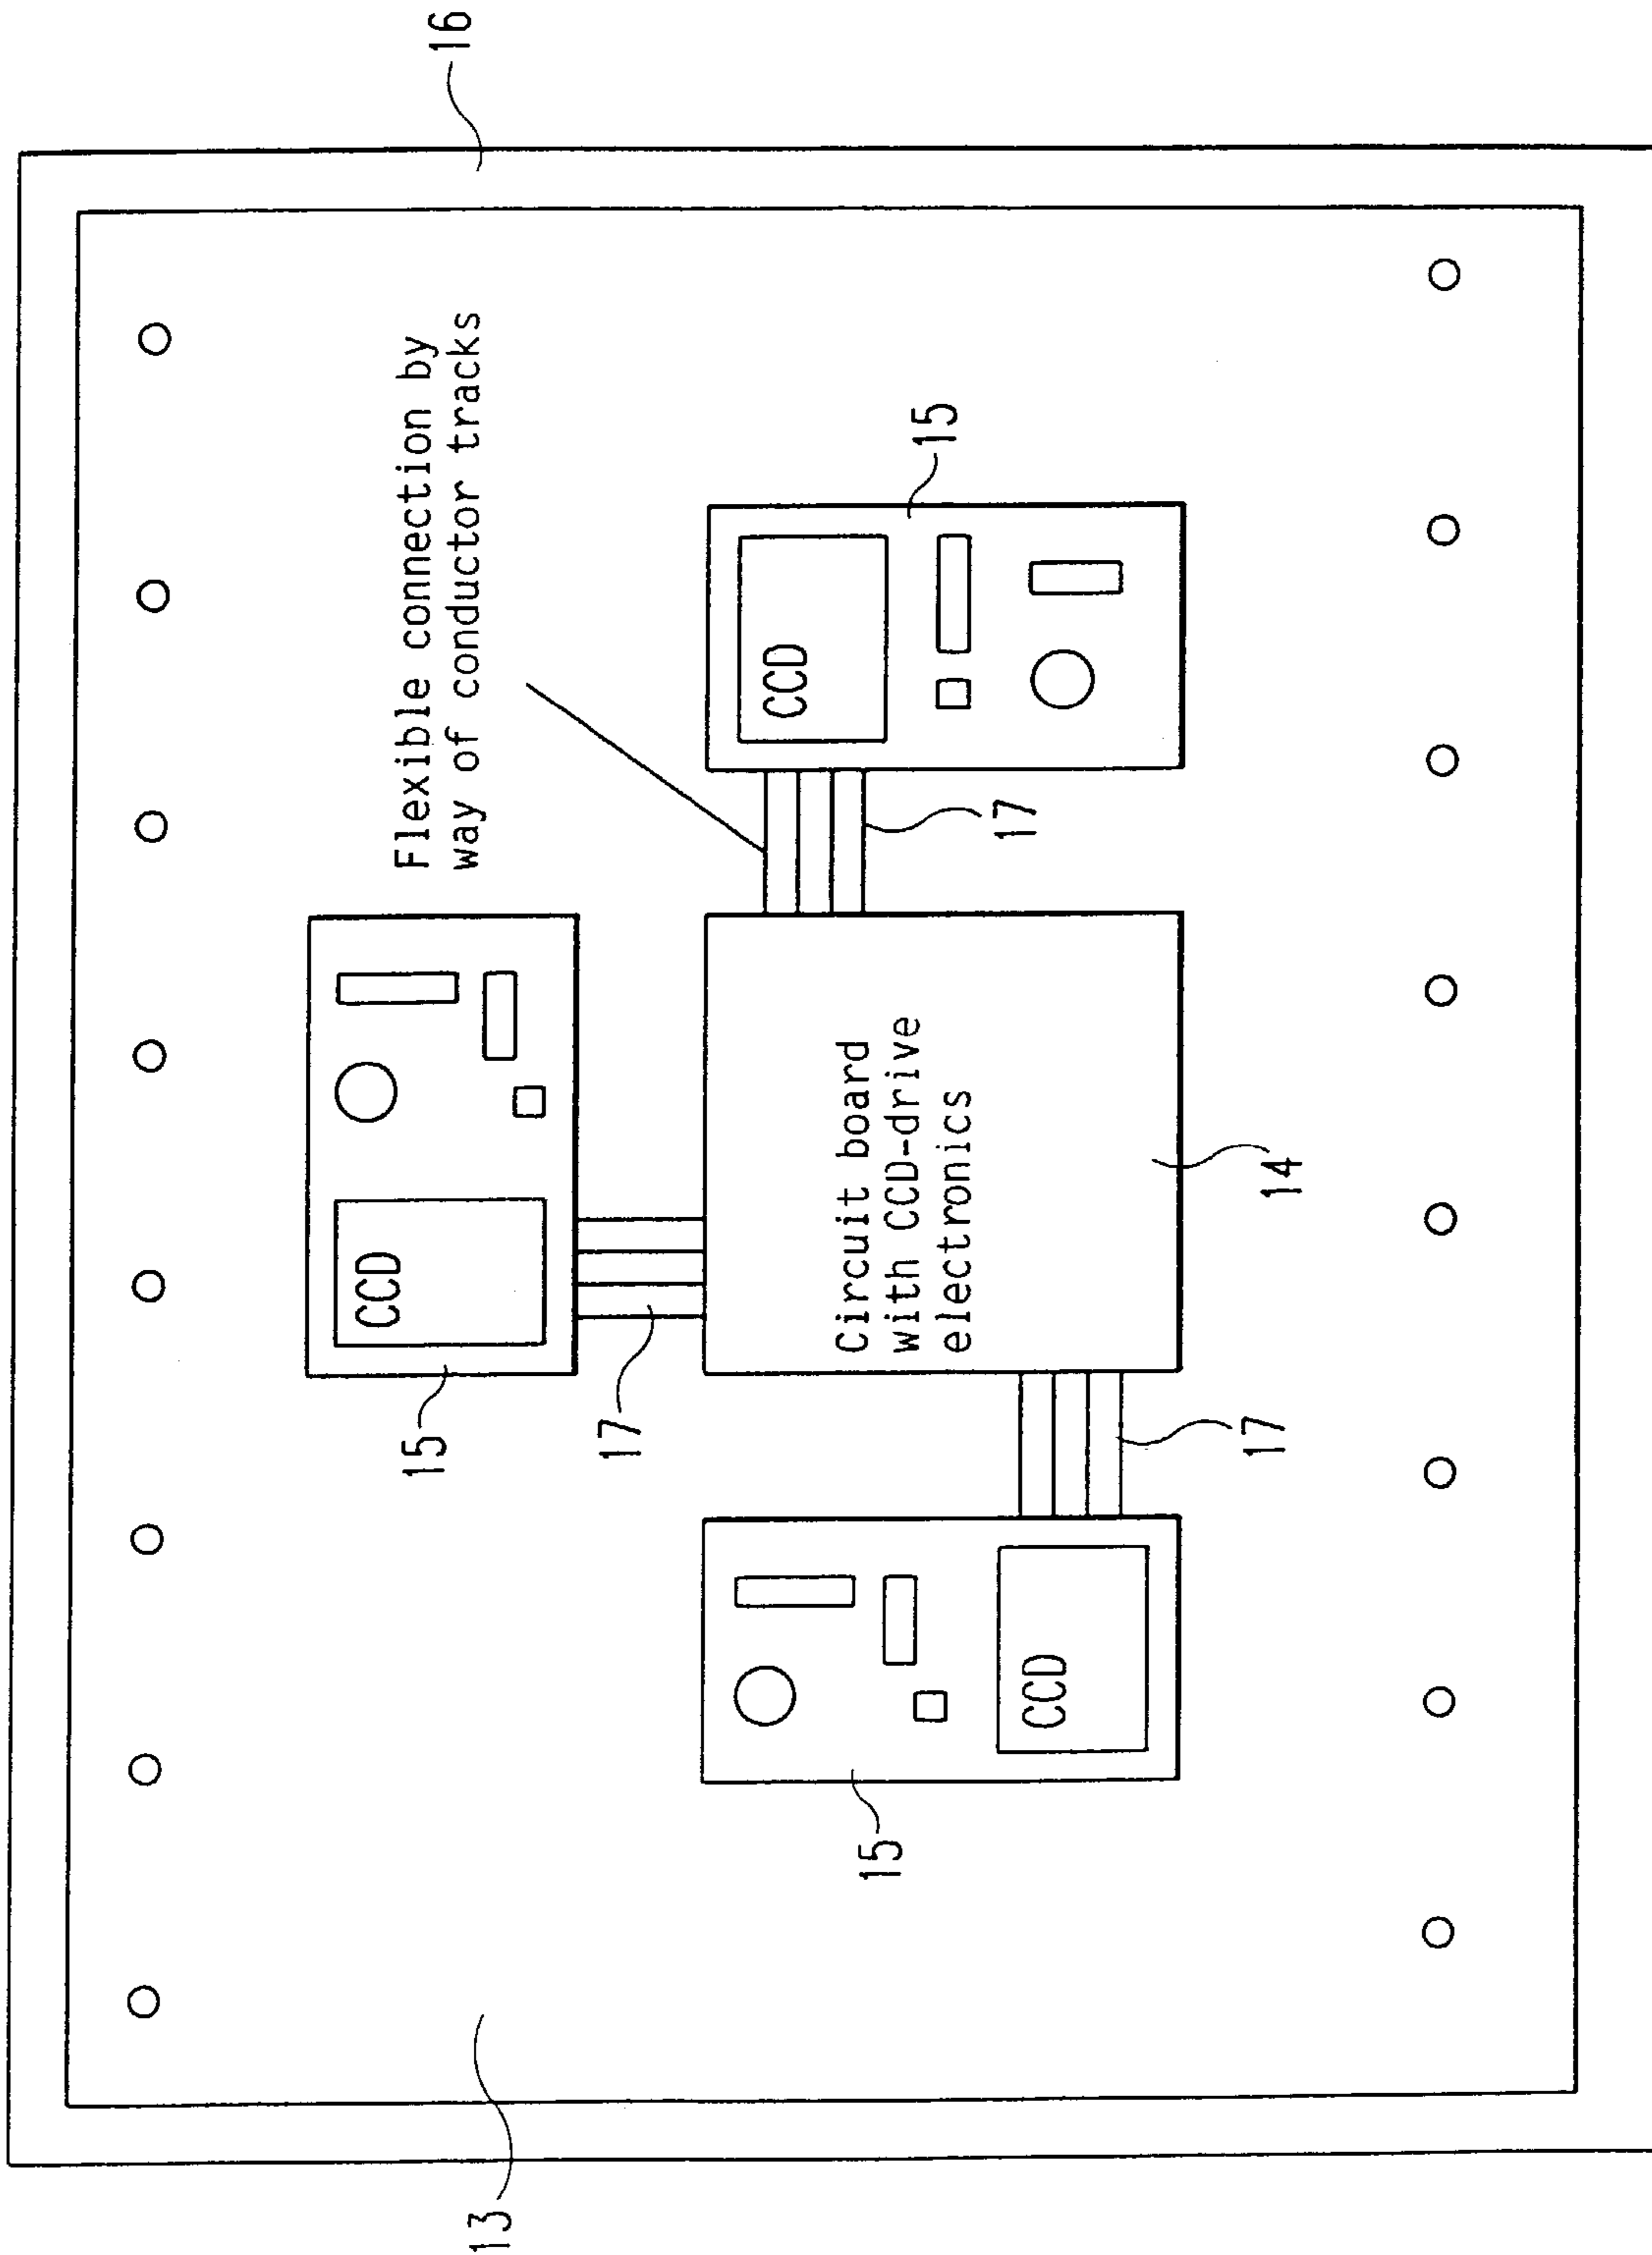 16
Flexible connection by
way of conductor tracks
CCD
15
13
17
CCD
15
Circuit board
with CCD-drive
electronics
15
17
CCD
17
14